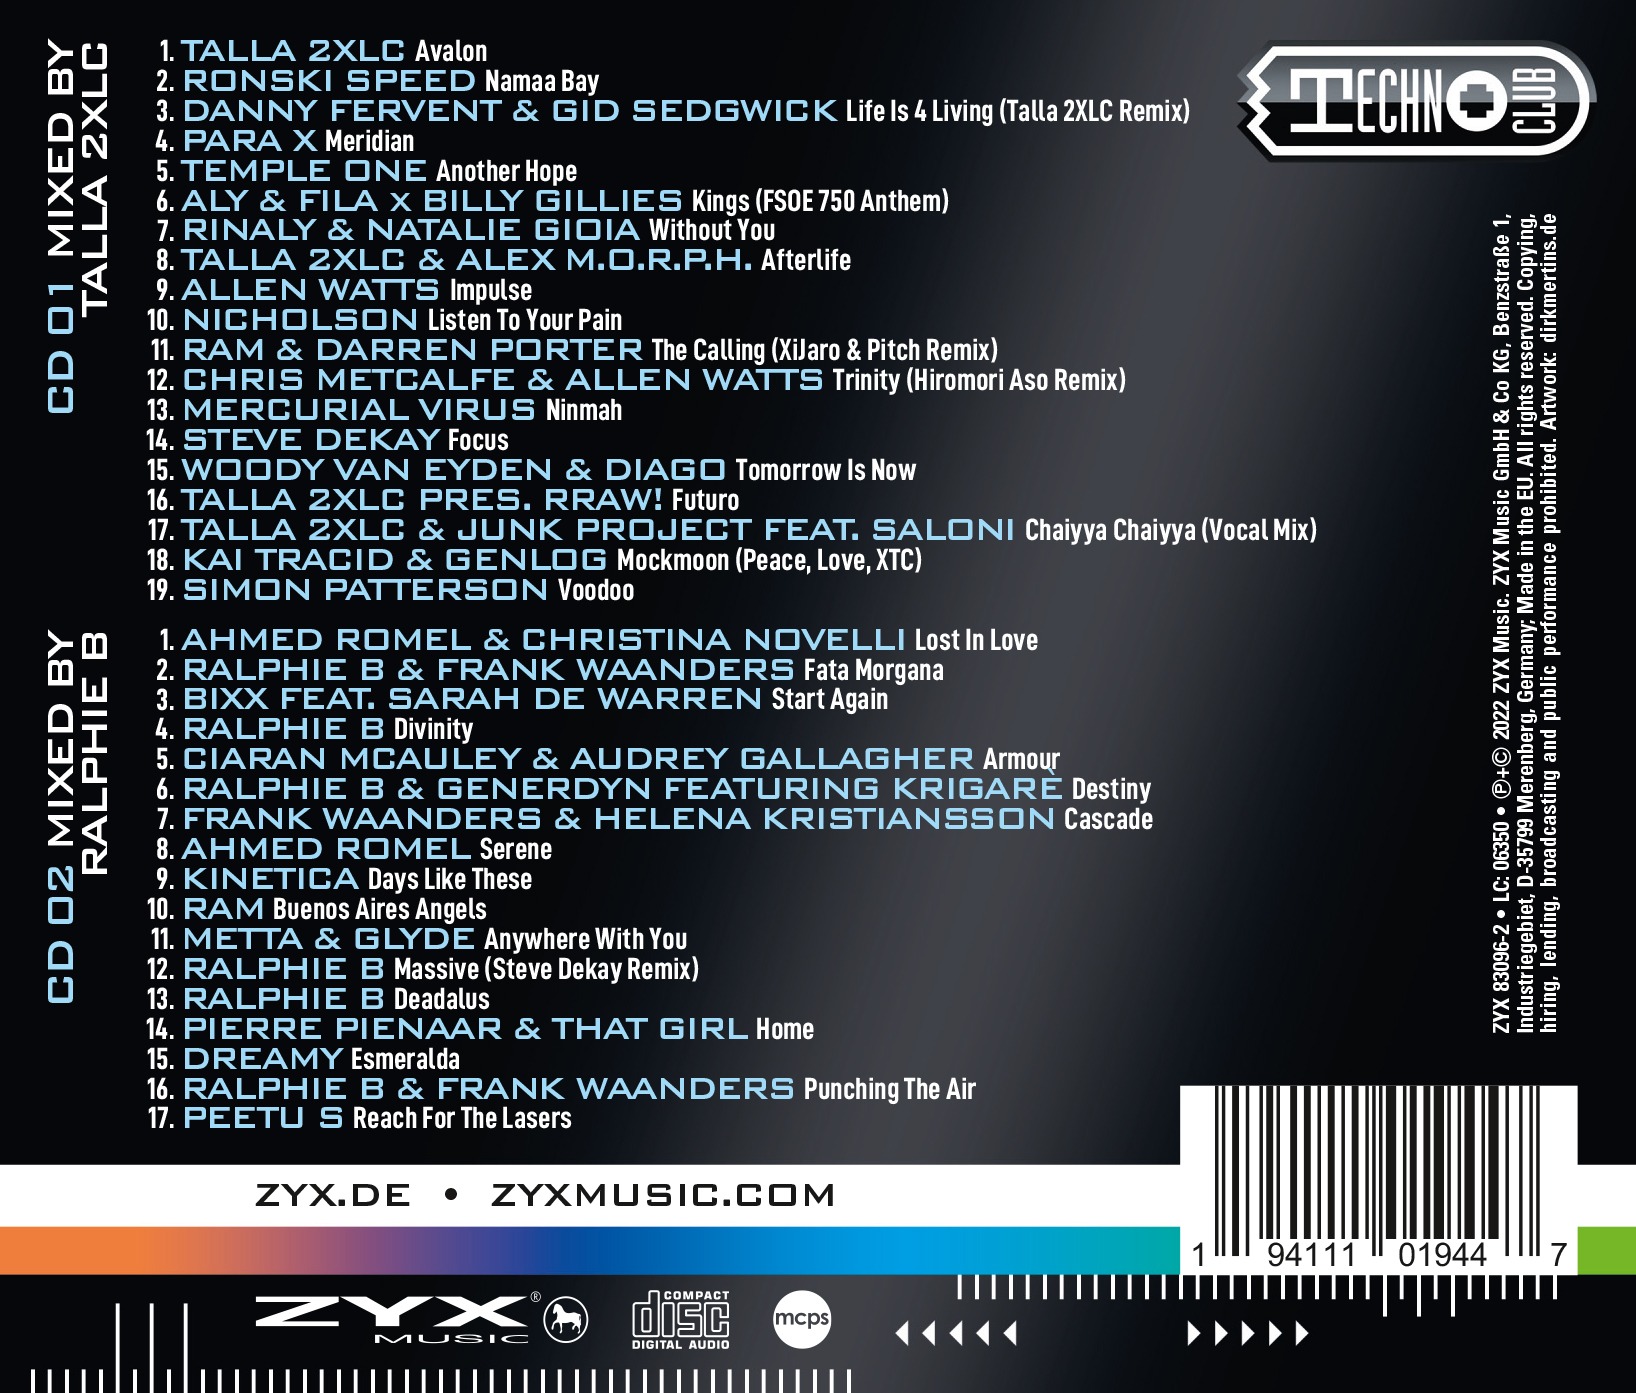 CD 01 MIXED BY
TALLA 2XLC
1. TALLA 2XLC Avalon
2. RONSKI SPEED Namaa Bay
3. DANNY FERVENT & GID SEDGWICK Life Is 4 Living (Talla 2XLC Remix)
4. PARA X Meridian
5. TEMPLE ONE Another Hope
6. ALY & FILA x BILLY GILLIES Kings (FSOE 750 Anthem)
7. RINALY & NATALIE GIOIA Without You
8. TALLA 2XLC & ALEX M.O.R.P.H. Afterlife
9. ALLEN WATTS Impulse
10. NICHOLSON Listen To Your Pain
11. RAM & DARREN PORTER The Calling (XiJaro & Pitch Remix)
12. CHRIS METCALFE & ALLEN WATTS Trinity (Hiromori Aso Remix)
13. MERCURIAL VIRUS Ninmah
14. STEVE DEKAY Focus
15. WOODY VAN EYDEN & DIAGO Tomorrow Is Now
16. TALLA 2XLC PRES. RRAW! Futuro
17. TALLA 2XLC & JUNK PROJECT FEAT. SALONI Chaiyya Chaiyya (Vocal Mix)
18. KAI TRACID & GENLOG Mockmoon (Peace, Love, XTC)
19. SIMON PATTERSON Voodoo
CD 02 MIXED BY
RALPHIE B
1. AHMED ROMEL & CHRISTINA NOVELLI Lost In Love
2. RALPHIE B & FRANK WAANDERS Fata Morgana
3. BIXX FEAT. SARAH DE WARREN Start Again
4. RALPHIE B Divinity
5. CIARAN MCAULEY & AUDREY GALLAGHER Armour
6. RALPHIE B & GENERDYN FEATURING KRIGARÈ Destiny
7. FRANK WAANDERS & HELENA KRISTIANSSON Cascade
8. AHMED ROMEL Serene
9. KINETICA Days Like These
10. RAM Buenos Aires Angels
11. METTA & GLYDE Anywhere With You
12. RALPHIE B Massive (Steve Dekay Remix)
13. RALPHIE B Deadalus
14. PIERRE PIENAAR & THAT GIRL Home
15. DREAMY Esmeralda
16. RALPHIE B & FRANK WAANDERS Punching The Air
17. PEETU S Reach For The Lasers
TECHNO CLUB
ZYX 83096-2 • LC: 06350 • ℗+© 2022 ZYX Music. ZYX Music GmbH & Co KG, Benzstraße 1,
Industriegebiet, D-35799 Merenberg, Germany; Made in the EU. All rights reserved. Copying,
hiring, lending, broadcasting and public performance prohibited. Artwork: dirkmertins.de
ZYX.DE • ZYXMUSIC.COM
1 94111 01944 7
ZYX®
MUSIC
COMPACT
disc
DIGITAL AUDIO
mcps